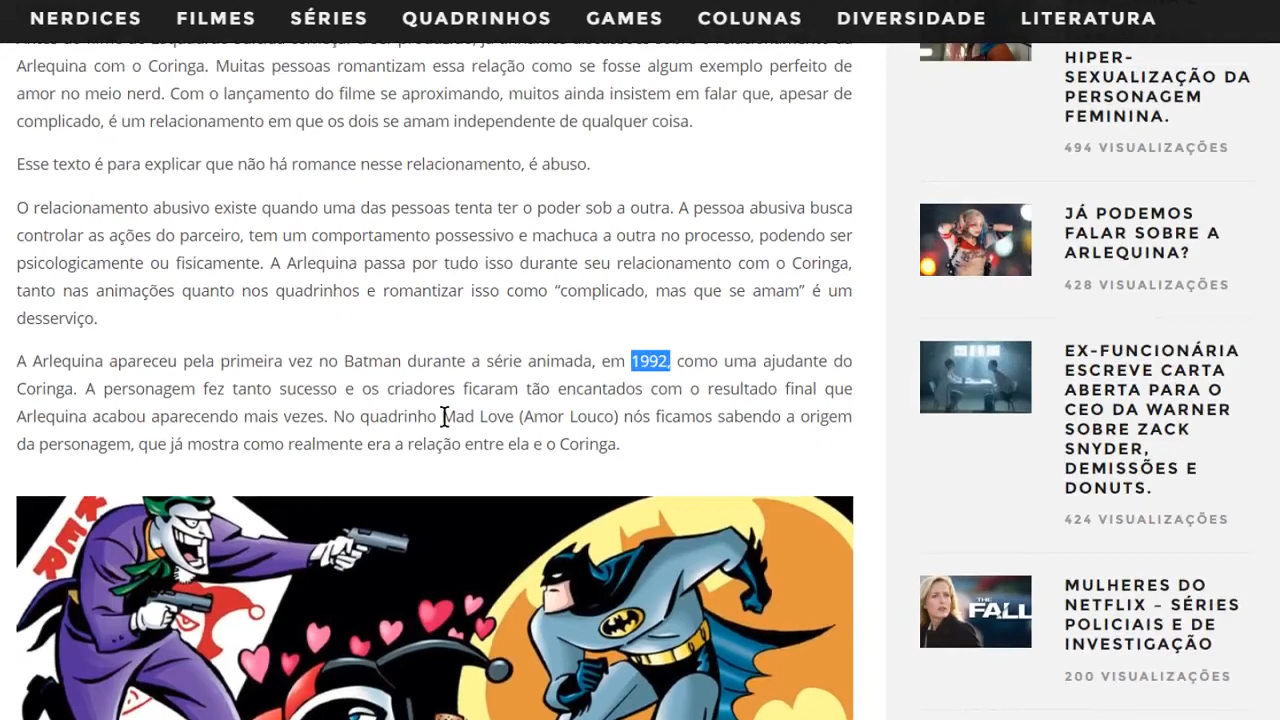 NERDICES FILMES SÉRIES QUADRINHOS GAMES COLUNAS DIVERSIDADE LITERATURA
Arlequina com o Coringa. Muitas pessoas romantizam essa relação como se fosse algum exemplo perfeito de
amor no meio nerd. Com o lançamento do filme se aproximando, muitos ainda insistem em falar que, apesar de
complicado, é um relacionamento em que os dois se amam independente de qualquer coisa.
Esse texto é para explicar que não há romance nesse relacionamento, é abuso.
O relacionamento abusivo existe quando uma das pessoas tenta ter o poder sob a outra. A pessoa abusiva busca
controlar as ações do parceiro, tem um comportamento possessivo e machuca a outra no processo, podendo ser
psicologicamente ou fisicamente. A Arlequina passa por tudo isso durante seu relacionamento com o Coringa,
tanto nas animações quanto nos quadrinhos e romantizar isso como “complicado, mas que se amam” é um
desserviço.
A Arlequina apareceu pela primeira vez no Batman durante a série animada, em 1992, como uma ajudante do
Coringa. A personagem fez tanto sucesso e os criadores ficaram tão encantados com o resultado final que
Arlequina acabou aparecendo mais vezes. No quadrinho Mad Love (Amor Louco) nós ficamos sabendo a origem
da personagem, que já mostra como realmente era a relação entre ela e o Coringa.
HIPER-
SEXUALIZAÇÃO DA
PERSONAGEM
FEMININA.
494 VISUALIZAÇÕES
JÁ PODEMOS
FALAR SOBRE A
ARLEQUINA?
428 VISUALIZAÇÕES
EX-FUNCIONÁRIA
ESCREVE CARTA
ABERTA PARA O
CEO DA WARNER
SOBRE ZACK
SNYDER,
DEMISSÕES E
DONUTS.
424 VISUALIZAÇÕES
THE FALL
MULHERES DO
NETFLIX – SÉRIES
POLICIAIS E DE
INVESTIGAÇÃO
200 VISUALIZAÇÕES